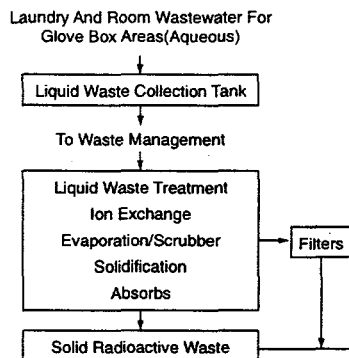 Laundry And Room Wastewater For
Glove Box Areas(Aqueous)
Liquid Waste Collection Tank
To Waste Management
Liquid Waste Treatment
Ion Exchange
Evaporation/Scrubber
Solidification
Absorbs
Filters
Solid Radioactive Waste